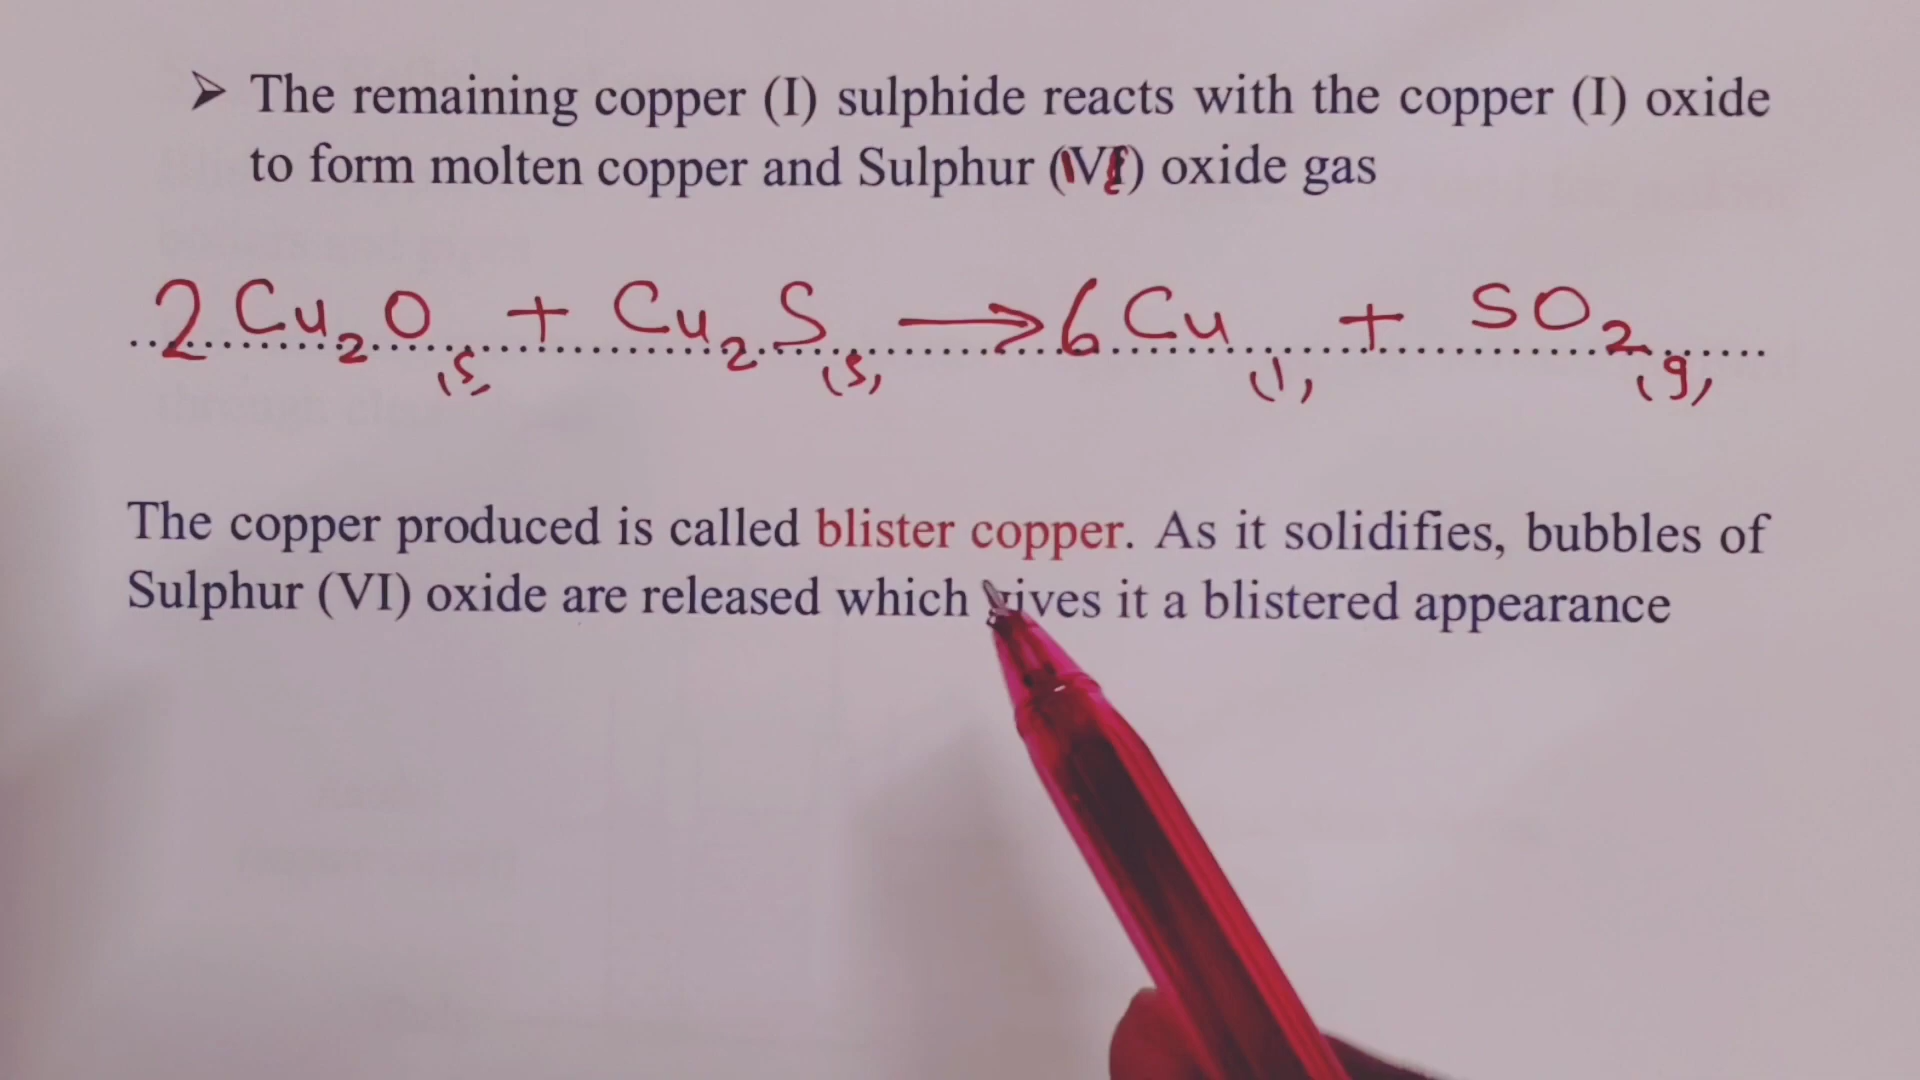 ➤ The remaining copper (I) sulphide reacts with the copper (I) oxide
to form molten copper and Sulphur (IV) oxide gas
2Cu₂O(s) + Cu₂S(s) ⟶ 6Cu(l) + SO₂(g)
The copper produced is called blister copper. As it solidifies, bubbles of
Sulphur (VI) oxide are released which gives it a blistered appearance